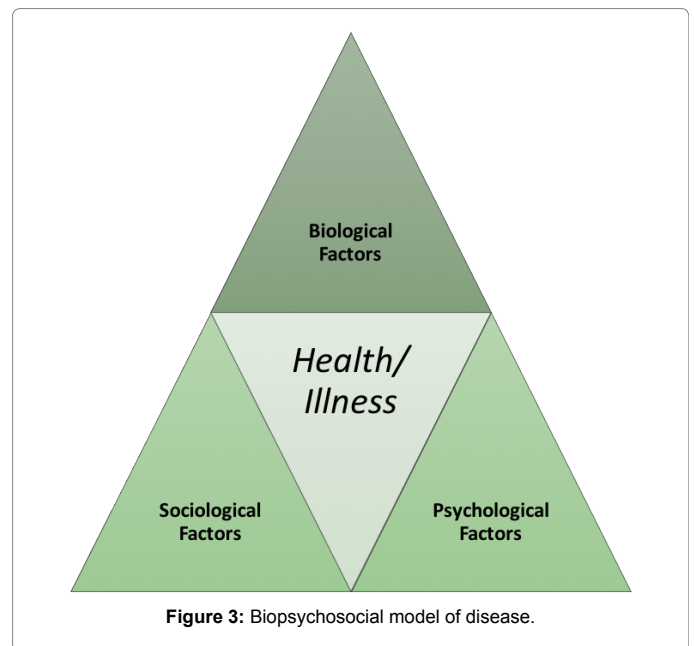 Biological
Factors
Health/
Illness
Sociological
Factors
Psychological
Factors
Figure 3: Biopsychosocial model of disease.